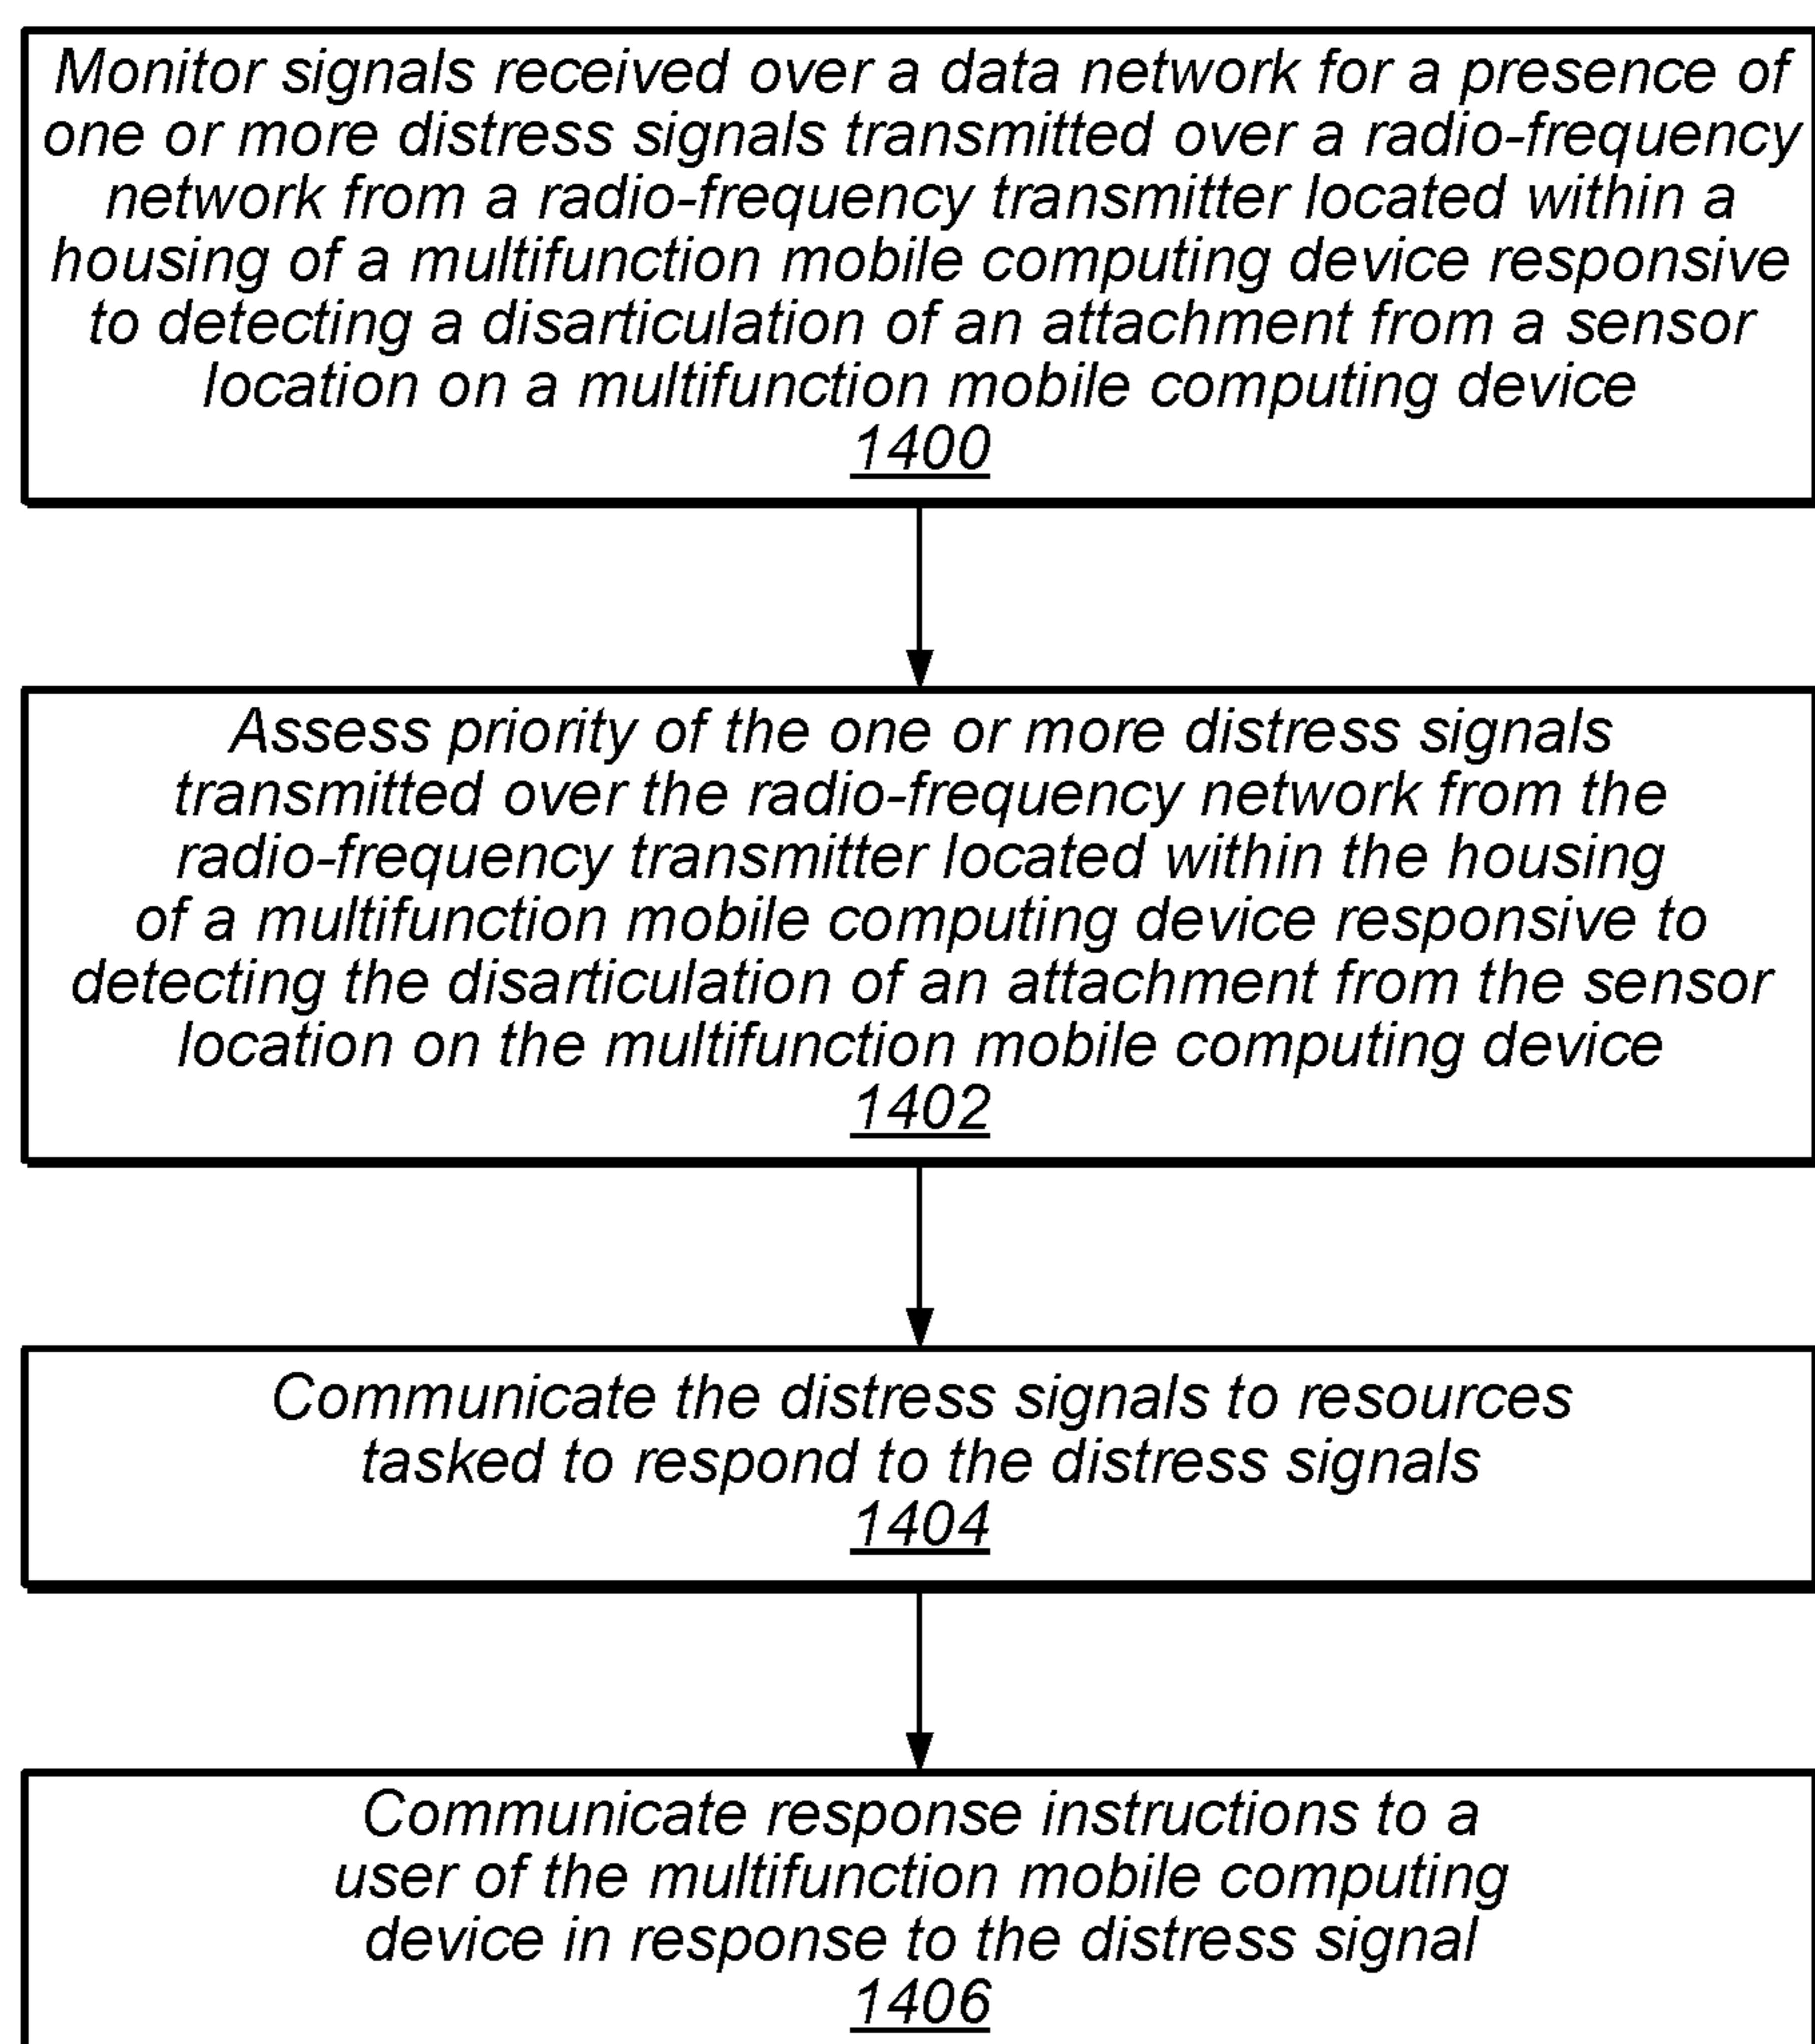 Monitor signals received over a data network for a presence of
one or more distress signals transmitted over a radio-frequency
network from a radio-frequency transmitter located within a
housing of a multifunction mobile computing device responsive
to detecting a disarticulation of an attachment from a sensor
location on a multifunction mobile computing device
1400
Assess priority of the one or more distress signals
transmitted over the radio-frequency network from the
radio-frequency transmitter located within the housing
of a multifunction mobile computing device responsive to
detecting the disarticulation of an attachment from the sensor
location on the multifunction mobile computing device
1402
Communicate the distress signals to resources
tasked to respond to the distress signals
1404
Communicate response instructions to a
user of the multifunction mobile computing
device in response to the distress signal
1406